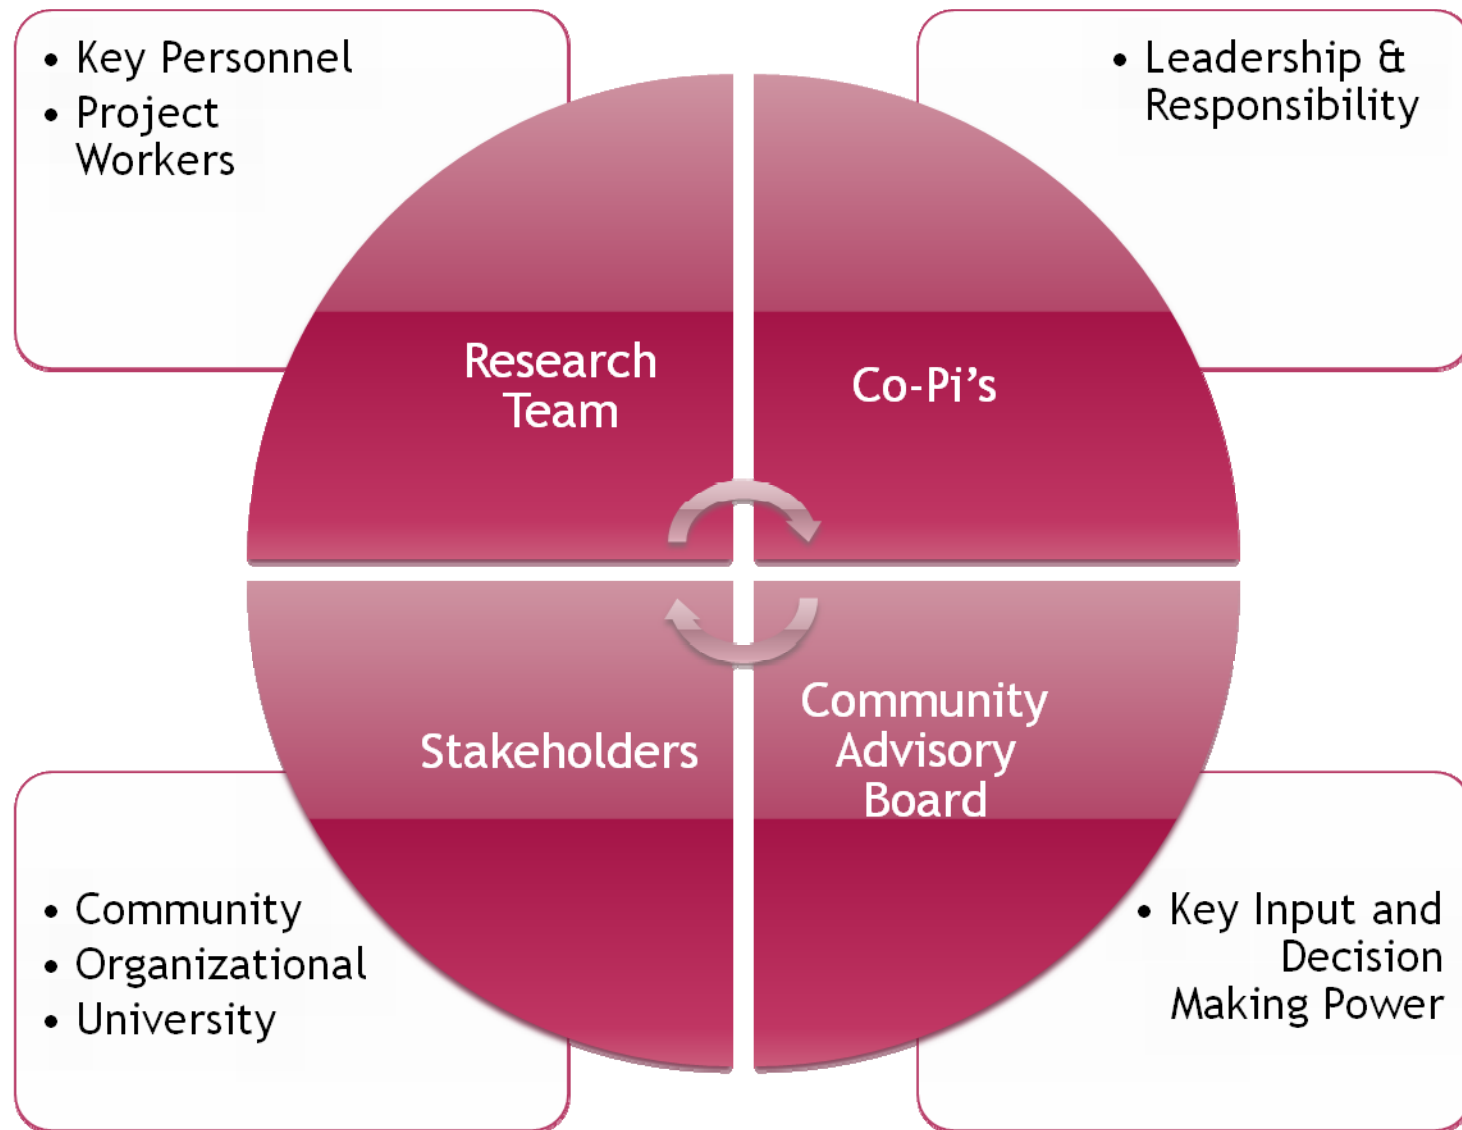 • Key Personnel
• Project
Workers
• Leadership &
Responsibility
Research
Team
Co-Pi’s
Stakeholders
Community
Advisory
Board
• Community
• Organizational
• University
• Key Input and
Decision
Making Power